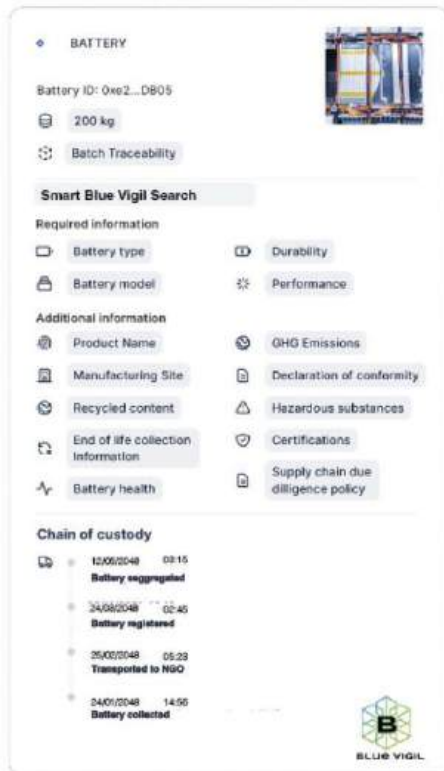 BATTERY
Battery ID: 0xe2...DB05
200 kg
Batch Traceability
Smart Blue Vigil Search
Required information
Battery type
Durability
Battery model
Performance
Additional information
Product Name
GHG Emissions
Manufacturing Site
Declaration of conformity
Recycled content
Hazardous substances
End of life collection
Information
Certifications
Battery health
Supply chain due
dilligence policy
Chain of custody
12/05/2048 03:15
Battery seggregated
24/03/2048 02:45
Battery registered
25/02/2048 05:23
Transported to NGO
24/01/2048 14:56
Battery collected
B
BLUE VIGIL